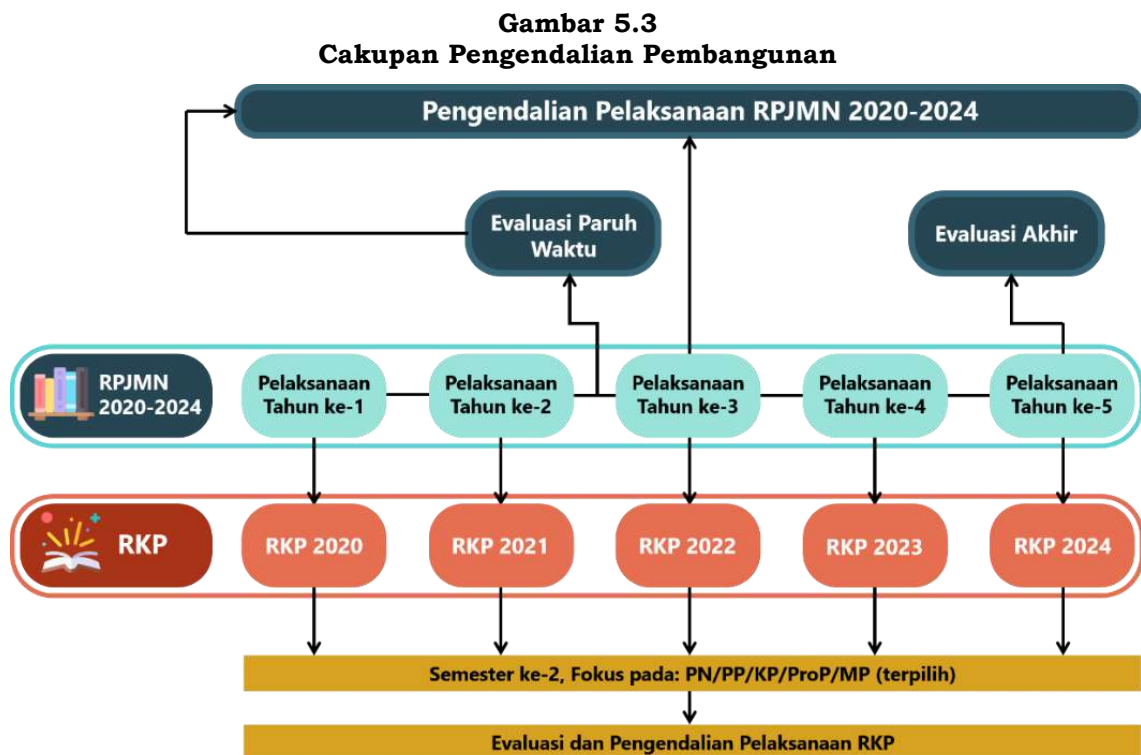 Gambar 5.3
Cakupan Pengendalian Pembangunan
Pengendalian Pelaksanaan RPJMN 2020-2024
Evaluasi Paruh
Waktu
Evaluasi Akhir
RPJMN
2020-2024
Pelaksanaan
Tahun ke-1
Pelaksanaan
Tahun ke-2
Pelaksanaan
Tahun ke-3
Pelaksanaan
Tahun ke-4
Pelaksanaan
Tahun ke-5
RKP
RKP 2020
RKP 2021
RKP 2022
RKP 2023
RKP 2024
Semester ke-2, Fokus pada: PN/PP/KP/ProP/MP (terpilih)
Evaluasi dan Pengendalian Pelaksanaan RKP